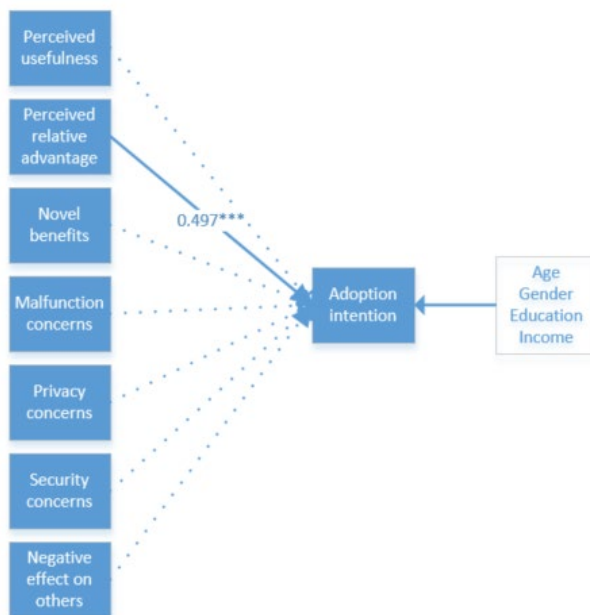 Perceived
usefulness
Perceived
relative
advantage
0.497***
Novel
benefits
Malfunction
concerns
Adoption
intention
Age
Gender
Education
Income
Privacy
concerns
Security
concerns
Negative
effect on
others